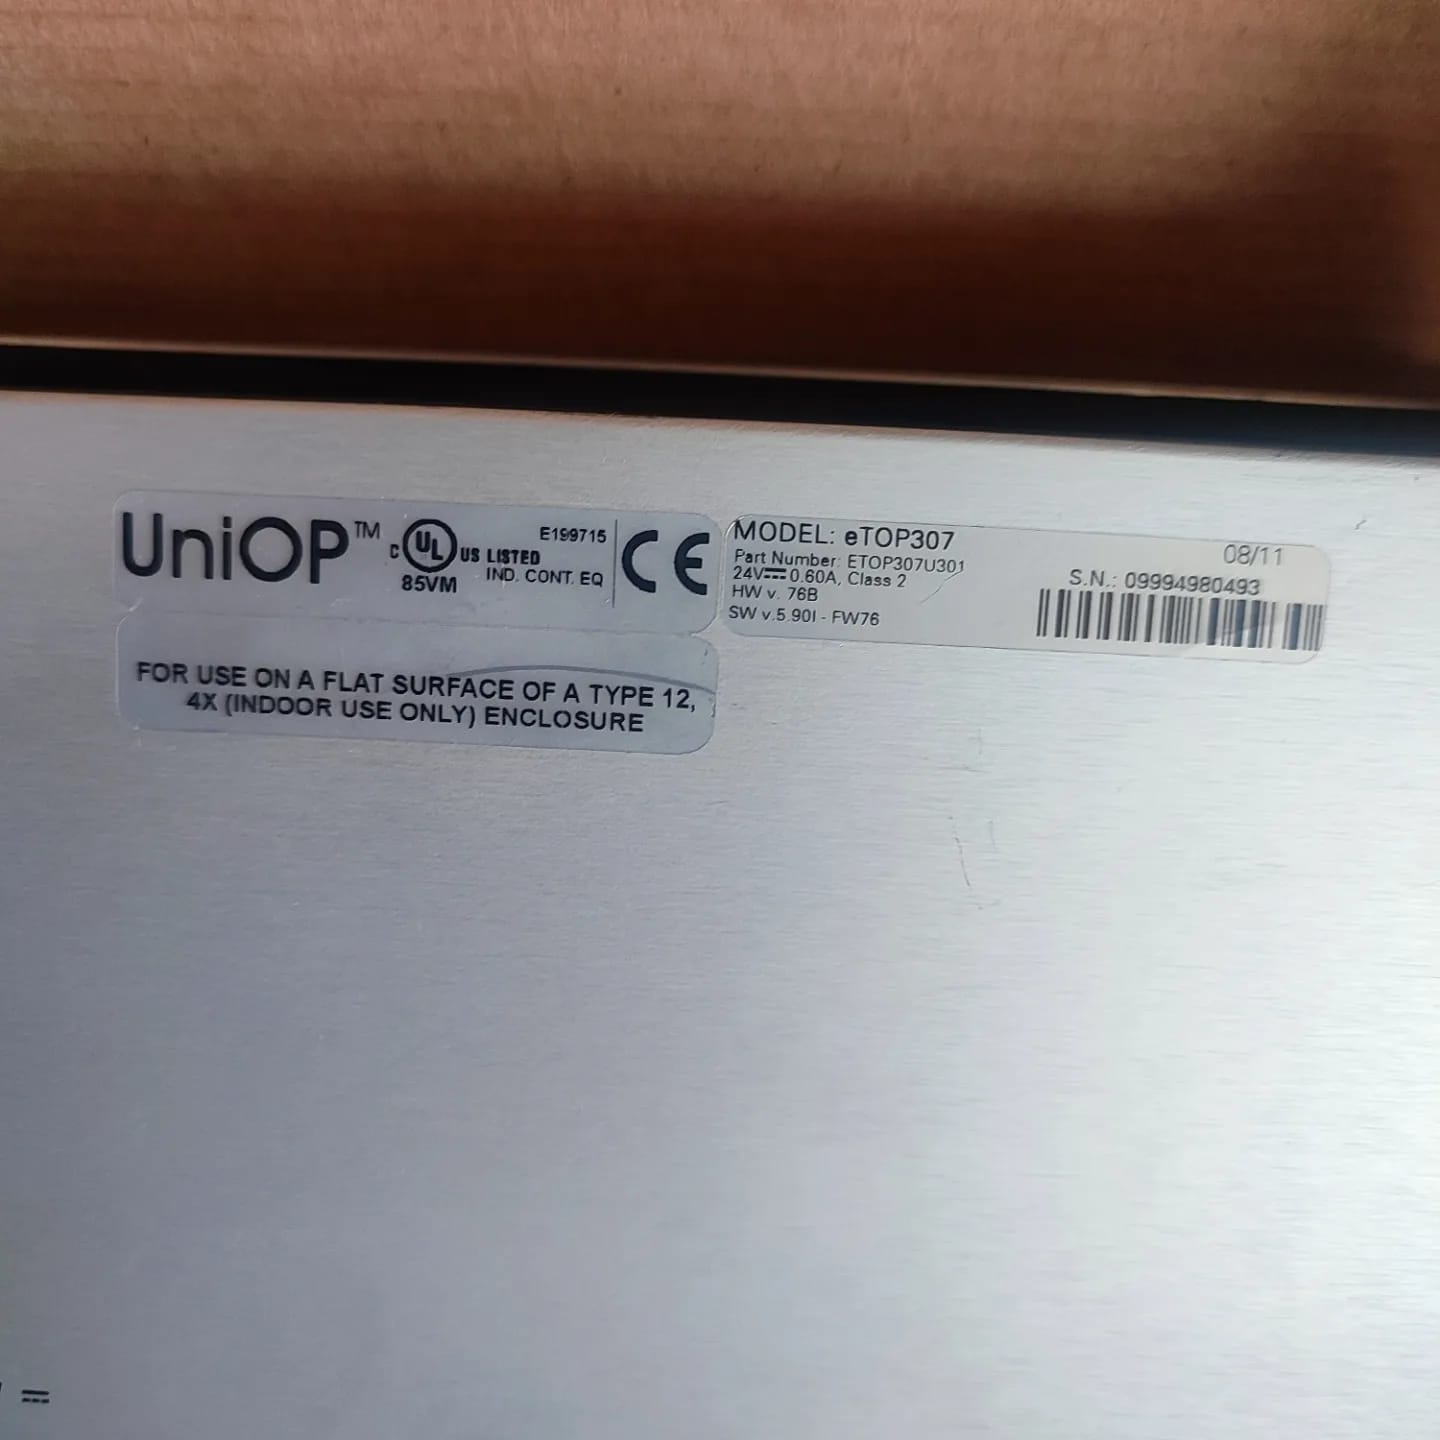 UniOP™
C UL US LISTED
85VM
E199715
IND. CONT. EQ
CE
MODEL: eTOP307
Part Number: ETOP307U301
24V⎓0.60A, Class 2
HW v. 76B
SW v.5.90I - FW76
08/11
S.N.: 09994980493
FOR USE ON A FLAT SURFACE OF A TYPE 12,
4X (INDOOR USE ONLY) ENCLOSURE
⎓